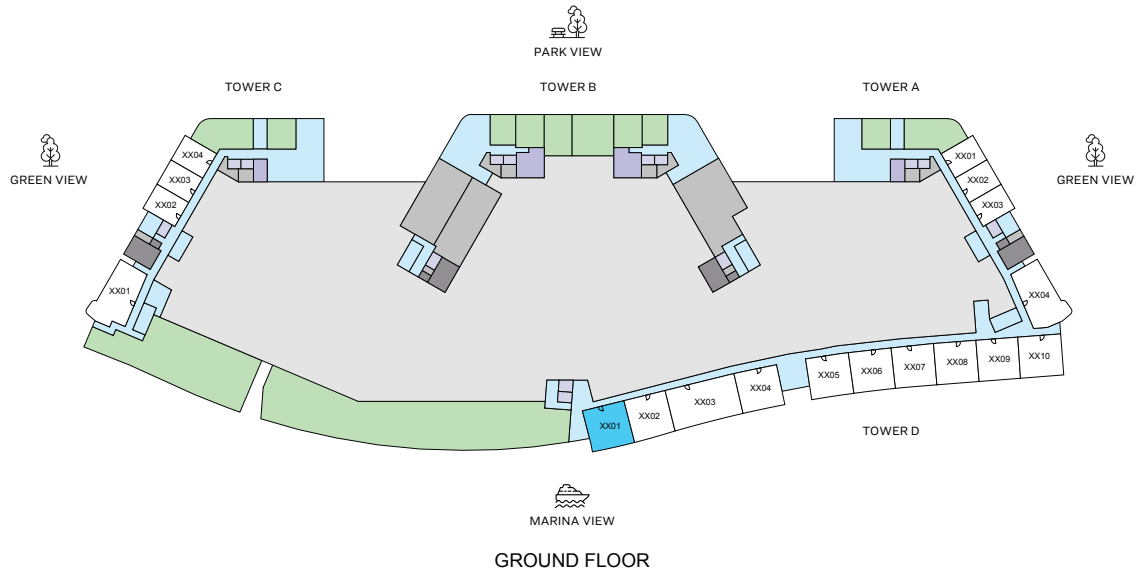 PARK VIEW
TOWER C
TOWER B
TOWER A
GREEN VIEW
GREEN VIEW
XX04
XX03
XX02
XX01
XX01
XX02
XX03
XX04
XX01
XX02
XX03
XX04
XX05
XX06
XX07
XX08
XX09
XX10
TOWER D
MARINA VIEW
GROUND FLOOR